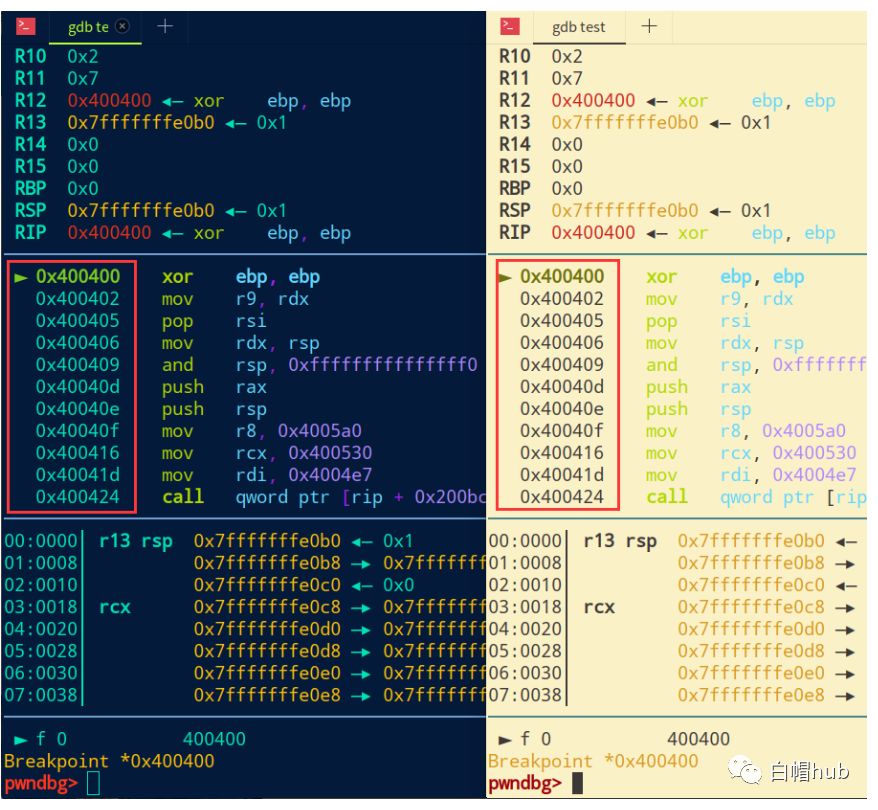 gdb te
R10 0x2
R11 0x7
R12 0x400400 ◂— xor ebp, ebp
R13 0x7fffffffe0b0 ◂— 0x1
R14 0x0
R15 0x0
RBP 0x0
RSP 0x7fffffffe0b0 ◂— 0x1
RIP 0x400400 ◂— xor ebp, ebp
► 0x400400 xor ebp, ebp
0x400402 mov r9, rdx
0x400405 pop rsi
0x400406 mov rdx, rsp
0x400409 and rsp, 0xfffffffffffffff0
0x40040d push rax
0x40040e push rsp
0x40040f mov r8, 0x4005a0
0x400416 mov rcx, 0x400530
0x40041d mov rdi, 0x4004e7
0x400424 call qword ptr [rip + 0x200bc
00:0000│ r13 rsp 0x7fffffffe0b0 ◂— 0x1
01:0008│ 0x7fffffffe0b8 —▸ 0x7fffffff
02:0010│ 0x7fffffffe0c0 ◂— 0x0
03:0018│ rcx 0x7fffffffe0c8 —▸ 0x7fffffff
04:0020│ 0x7fffffffe0d0 —▸ 0x7fffffff
05:0028│ 0x7fffffffe0d8 —▸ 0x7fffffff
06:0030│ 0x7fffffffe0e0 —▸ 0x7fffffff
07:0038│ 0x7fffffffe0e8 —▸ 0x7fffffff
► f 0 400400
Breakpoint *0x400400
pwndbg>
gdb test
R10 0x2
R11 0x7
R12 0x400400 ◂— xor ebp, ebp
R13 0x7fffffffe0b0 ◂— 0x1
R14 0x0
R15 0x0
RBP 0x0
RSP 0x7fffffffe0b0 ◂— 0x1
RIP 0x400400 ◂— xor ebp, ebp
► 0x400400 xor ebp, ebp
0x400402 mov r9, rdx
0x400405 pop rsi
0x400406 mov rdx, rsp
0x400409 and rsp, 0xfffffff
0x40040d push rax
0x40040e push rsp
0x40040f mov r8, 0x4005a0
0x400416 mov rcx, 0x400530
0x40041d mov rdi, 0x4004e7
0x400424 call qword ptr [rip
00:0000│ r13 rsp 0x7fffffffe0b0 ◂—
01:0008│ 0x7fffffffe0b8 —▸
02:0010│ 0x7fffffffe0c0 ◂—
03:0018│ rcx 0x7fffffffe0c8 —▸
04:0020│ 0x7fffffffe0d0 —▸
05:0028│ 0x7fffffffe0d8 —▸
06:0030│ 0x7fffffffe0e0 —▸
07:0038│ 0x7fffffffe0e8 —▸
► f 0 400400
Breakpoint *0x400400
pwndbg>
白帽hub